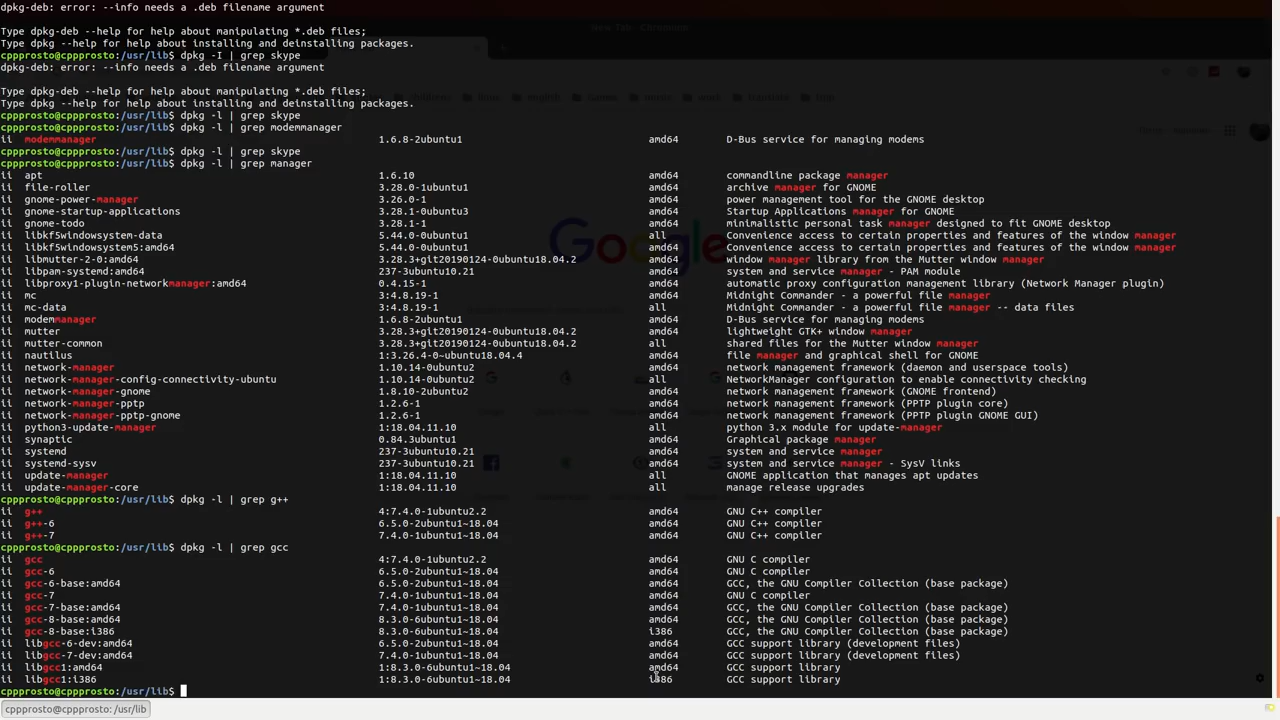 dpkg-deb: error: --info needs a .deb filename argument
Type dpkg-deb --help for help about manipulating *.deb files;
Type dpkg --help for help about installing and deinstalling packages.
cppprosto@cppprosto:/usr/lib$ dpkg -I | grep skype
dpkg-deb: error: --info needs a .deb filename argument
Type dpkg-deb --help for help about manipulating *.deb files;
Type dpkg --help for help about installing and deinstalling packages.
cppprosto@cppprosto:/usr/lib$ dpkg -l | grep skype
cppprosto@cppprosto:/usr/lib$ dpkg -l | grep modemmanager
ii modemmanager 1.6.8-2ubuntu1 amd64 D-Bus service for managing modems
cppprosto@cppprosto:/usr/lib$ dpkg -l | grep skype
cppprosto@cppprosto:/usr/lib$ dpkg -l | grep manager
ii apt 1.6.10 amd64 commandline package manager
ii file-roller 3.28.0-1ubuntu1 amd64 archive manager for GNOME
ii gnome-power-manager 3.26.0-1 amd64 power management tool for the GNOME desktop
ii gnome-startup-applications 3.28.1-0ubuntu3 amd64 Startup Applications manager for GNOME
ii gnome-todo 3.28.1-1 amd64 minimalistic personal task manager designed to fit GNOME desktop
ii libkf5windowsystem-data 5.44.0-0ubuntu1 all Convenience access to certain properties and features of the window manager
ii libkf5windowsystem5:amd64 5.44.0-0ubuntu1 amd64 Convenience access to certain properties and features of the window manager
ii libmutter-2-0:amd64 3.28.3+git20190124-0ubuntu18.04.2 amd64 window manager library from the Mutter window manager
ii libpam-systemd:amd64 237-3ubuntu10.21 amd64 system and service manager - PAM module
ii libproxy1-plugin-networkmanager:amd64 0.4.15-1 amd64 automatic proxy configuration management library (Network Manager plugin)
ii mc 3:4.8.19-1 amd64 Midnight Commander - a powerful file manager
ii mc-data 3:4.8.19-1 all Midnight Commander - a powerful file manager -- data files
ii modemmanager 1.6.8-2ubuntu1 amd64 D-Bus service for managing modems
ii mutter 3.28.3+git20190124-0ubuntu18.04.2 amd64 lightweight GTK+ window manager
ii mutter-common 3.28.3+git20190124-0ubuntu18.04.2 all shared files for the Mutter window manager
ii nautilus 1:3.26.4-0~ubuntu18.04.4 amd64 file manager and graphical shell for GNOME
ii network-manager 1.10.14-0ubuntu2 amd64 network management framework (daemon and userspace tools)
ii network-manager-config-connectivity-ubuntu 1.10.14-0ubuntu2 all NetworkManager configuration to enable connectivity checking
ii network-manager-gnome 1.8.10-2ubuntu2 amd64 network management framework (GNOME frontend)
ii network-manager-pptp 1.2.6-1 amd64 network management framework (PPTP plugin core)
ii network-manager-pptp-gnome 1.2.6-1 amd64 network management framework (PPTP plugin GNOME GUI)
ii python3-update-manager 1:18.04.11.10 all python 3.x module for update-manager
ii synaptic 0.84.3ubuntu1 amd64 Graphical package manager
ii systemd 237-3ubuntu10.21 amd64 system and service manager
ii systemd-sysv 237-3ubuntu10.21 amd64 system and service manager - SysV links
ii update-manager 1:18.04.11.10 all GNOME application that manages apt updates
ii update-manager-core 1:18.04.11.10 all manage release upgrades
cppprosto@cppprosto:/usr/lib$ dpkg -l | grep g++
ii g++ 4:7.4.0-1ubuntu2.2 amd64 GNU C++ compiler
ii g++-6 6.5.0-2ubuntu1~18.04 amd64 GNU C++ compiler
ii g++-7 7.4.0-1ubuntu1~18.04 amd64 GNU C++ compiler
cppprosto@cppprosto:/usr/lib$ dpkg -l | grep gcc
ii gcc 4:7.4.0-1ubuntu2.2 amd64 GNU C compiler
ii gcc-6 6.5.0-2ubuntu1~18.04 amd64 GNU C compiler
ii gcc-6-base:amd64 6.5.0-2ubuntu1~18.04 amd64 GCC, the GNU Compiler Collection (base package)
ii gcc-7 7.4.0-1ubuntu1~18.04 amd64 GNU C compiler
ii gcc-7-base:amd64 7.4.0-1ubuntu1~18.04 amd64 GCC, the GNU Compiler Collection (base package)
ii gcc-8-base:amd64 8.3.0-6ubuntu1~18.04 amd64 GCC, the GNU Compiler Collection (base package)
ii gcc-8-base:i386 8.3.0-6ubuntu1~18.04 i386 GCC, the GNU Compiler Collection (base package)
ii libgcc-6-dev:amd64 6.5.0-2ubuntu1~18.04 amd64 GCC support library (development files)
ii libgcc-7-dev:amd64 7.4.0-1ubuntu1~18.04 amd64 GCC support library (development files)
ii libgcc1:amd64 1:8.3.0-6ubuntu1~18.04 amd64 GCC support library
ii libgcc1:i386 1:8.3.0-6ubuntu1~18.04 i386 GCC support library
cppprosto@cppprosto:/usr/lib$
cppprosto@cppprosto: /usr/lib
New Tab - Chromium
Google